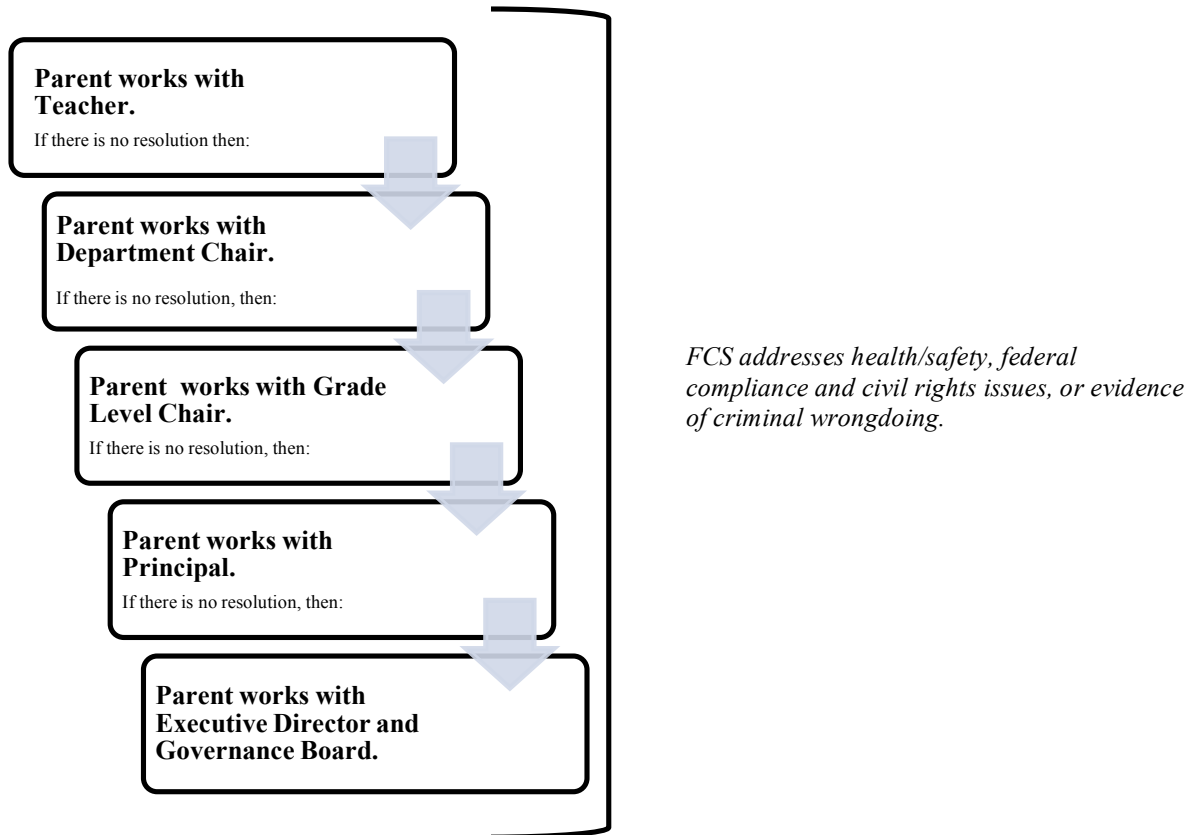 Parent works with
Teacher.
If there is no resolution then:
Parent works with
Department Chair.
If there is no resolution, then:
Parent  works with Grade
Level Chair.
If there is no resolution, then:
Parent works with
Principal.
If there is no resolution, then:
Parent works with
Executive Director and
Governance Board.
FCS addresses health/safety, federal
compliance and civil rights issues, or evidence
of criminal wrongdoing.